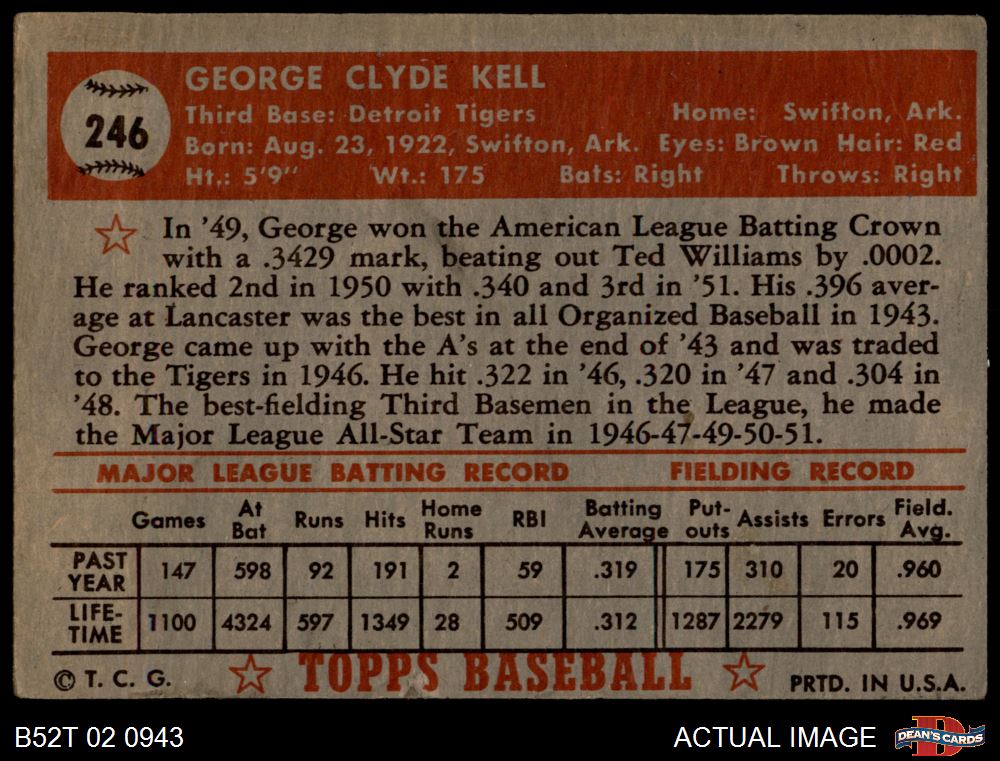 246
GEORGE CLYDE KELL
Third Base: Detroit Tigers Home: Swifton, Ark.
Born: Aug. 23, 1922, Swifton, Ark. Eyes: Brown Hair: Red
Ht.: 5'9" Wt.: 175 Bats: Right Throws: Right
In '49, George won the American League Batting Crown
with a .3429 mark, beating out Ted Williams by .0002.
He ranked 2nd in 1950 with .340 and 3rd in '51. His .396 aver-
age at Lancaster was the best in all Organized Baseball in 1943.
George came up with the A's at the end of '43 and was traded
to the Tigers in 1946. He hit .322 in '46, .320 in '47 and .304 in
'48. The best-fielding Third Basemen in the League, he made
the Major League All-Star Team in 1946-47-49-50-51.
MAJOR LEAGUE BATTING RECORD FIELDING RECORD
Games At Bat Runs Hits Home Runs RBI Batting Average Put-outs Assists Errors Field. Avg.
PAST YEAR 147 598 92 191 2 59 .319 175 310 20 .960
LIFE-TIME 1100 4324 597 1349 28 509 .312 1287 2279 115 .969
© T. C. G. TOPPS BASEBALL PRTD. IN U.S.A.
B52T 02 0943 ACTUAL IMAGE DEAN'S CARDS